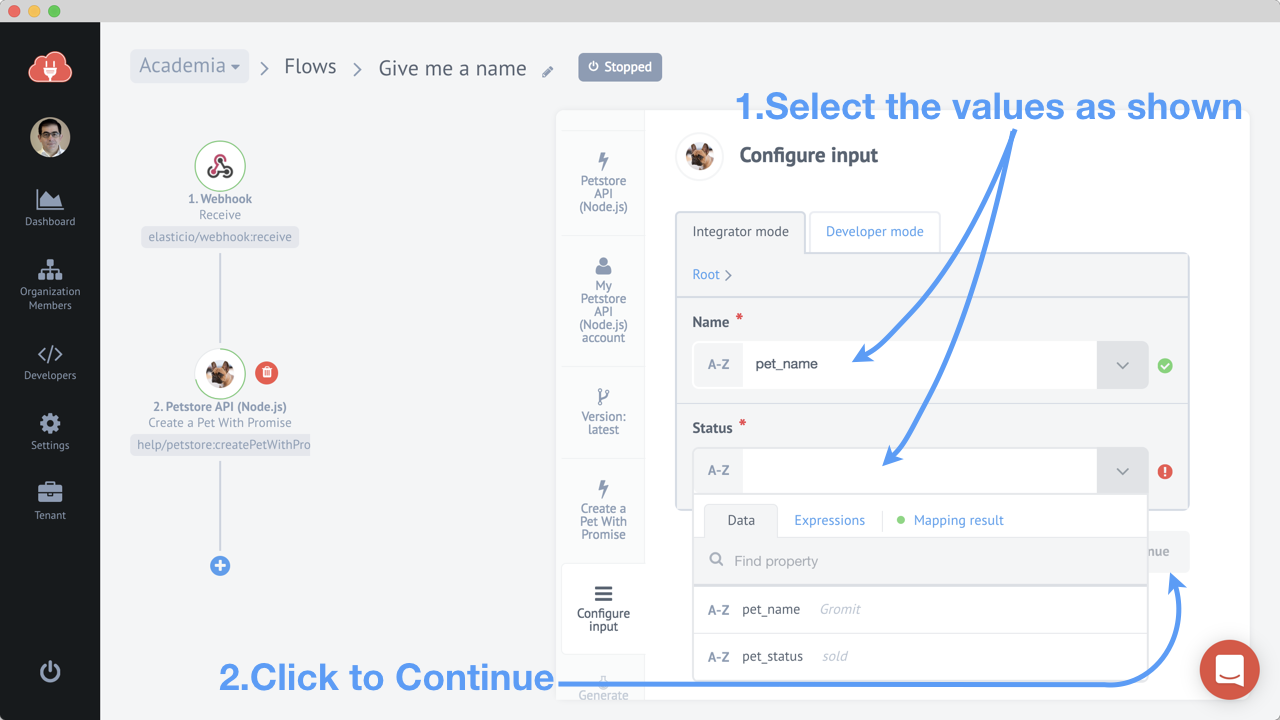 Academia
Flows
Give me a name
Stopped
1.Select the values as shown
Dashboard
Organization
Members
Developers
Settings
Tenant
1. Webhook
Receive
elasticio/webhook:receive
2. Petstore API (Node.js)
Create a Pet With Promise
help/petstore:createPetWithPro
Petstore
API
(Node.js)
My
Petstore
API
(Node.js)
account
Version:
latest
Create a
Pet With
Promise
Configure
input
Generate
Configure input
Integrator mode
Developer mode
Root
Name *
A-Z pet_name
Status *
A-Z
Data
Expressions
Mapping result
Find property
nue
A-Z pet_name Gromit
A-Z pet_status sold
2.Click to Continue